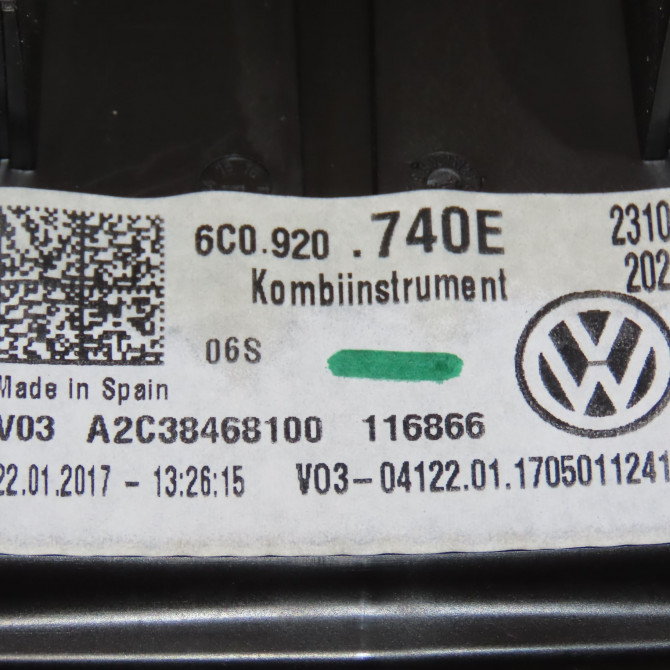 6C0.920 .740E 2310
Kombiinstrument 202
06S
Made in Spain
V03 A2C38468100 116866
22.01.2017 - 13:26:15 V03-04122.01.1705011241